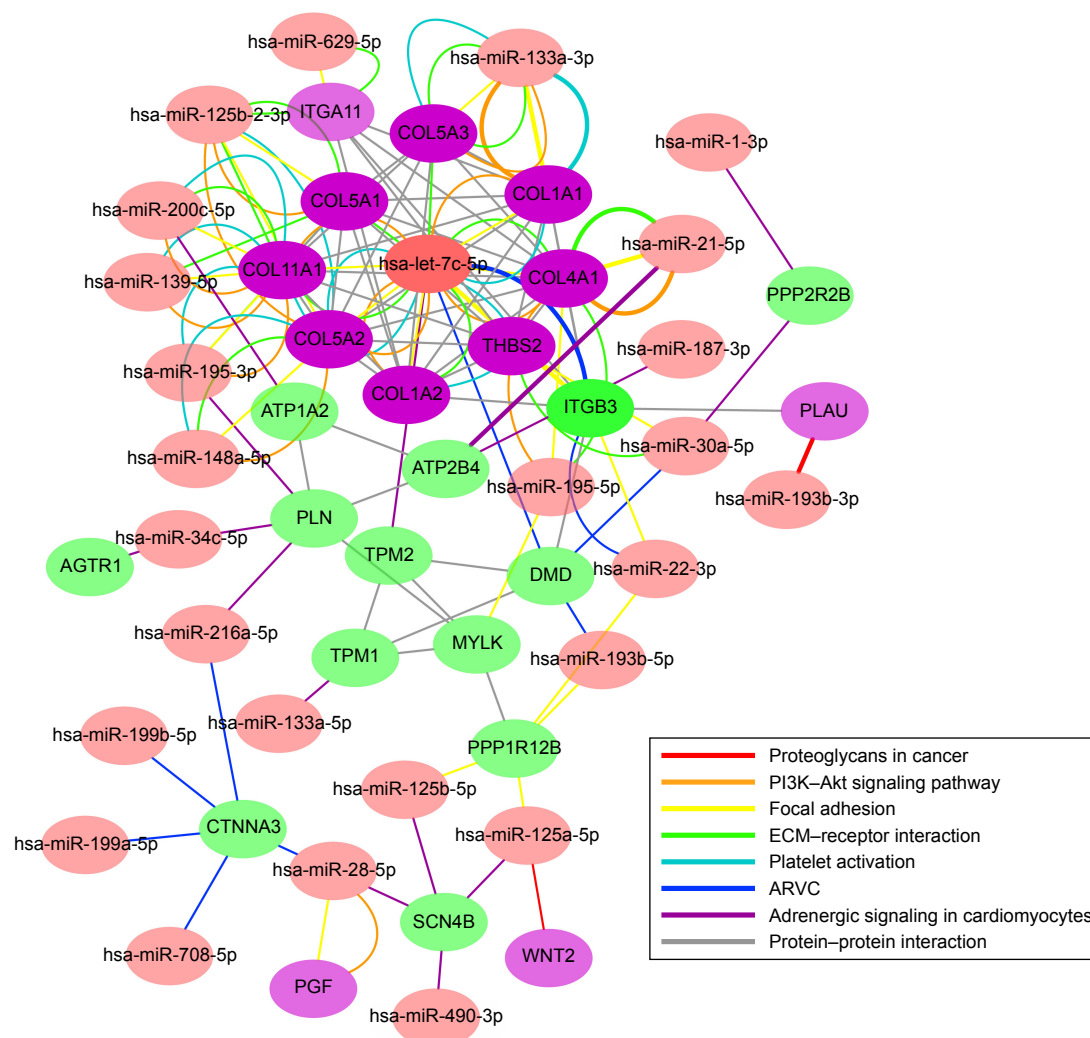 hsa-miR-629-5p
hsa-miR-133a-3p
hsa-miR-125b-2-3p
ITGA11
COL5A3
hsa-miR-1-3p
hsa-miR-200c-5p
COL5A1
COL1A1
hsa-miR-21-5p
hsa-miR-139-5p
COL11A1
hsa-let-7c-5p
COL4A1
PPP2R2B
COL5A2
THBS2
hsa-miR-187-3p
hsa-miR-195-3p
COL1A2
ATP1A2
ITGB3
PLAU
hsa-miR-148a-5p
ATP2B4
hsa-miR-30a-5p
hsa-miR-195-5p
hsa-miR-193b-3p
PLN
hsa-miR-34c-5p
AGTR1
TPM2
DMD
hsa-miR-22-3p
hsa-miR-216a-5p
TPM1
MYLK
hsa-miR-193b-5p
hsa-miR-133a-5p
hsa-miR-199b-5p
PPP1R12B
hsa-miR-125b-5p
CTNNA3
hsa-miR-199a-5p
hsa-miR-125a-5p
hsa-miR-28-5p
SCN4B
hsa-miR-708-5p
WNT2
PGF
hsa-miR-490-3p
Proteoglycans in cancer
PI3K–Akt signaling pathway
Focal adhesion
ECM–receptor interaction
Platelet activation
ARVC
Adrenergic signaling in cardiomyocytes
Protein–protein interaction